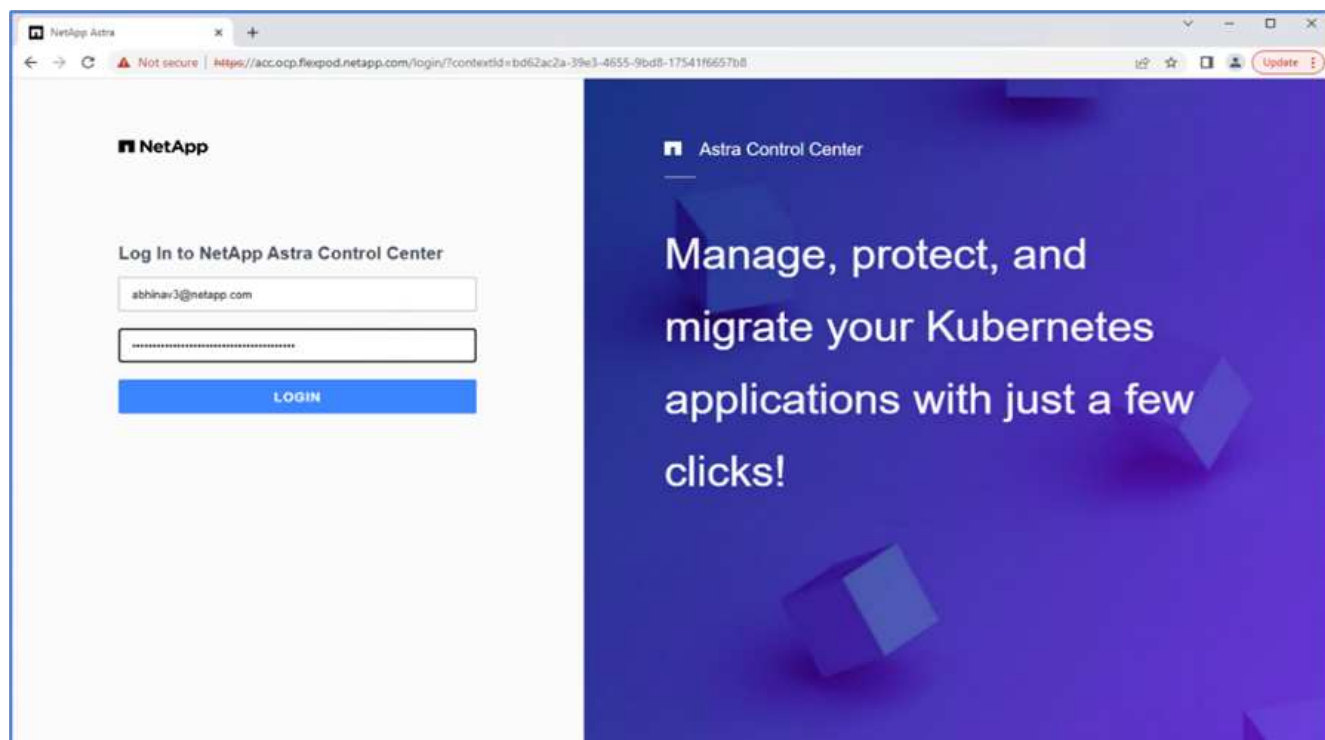 NetApp Astra
Not secure https://acc.ocp.flexpod.netapp.com/login/?contextId=bd62ac2a-39e3-4655-9bd8-17541f6657b8
Update
NetApp
Log In to NetApp Astra Control Center
abhinav3@netapp.com
LOGIN
Astra Control Center
Manage, protect, and
migrate your Kubernetes
applications with just a few
clicks!